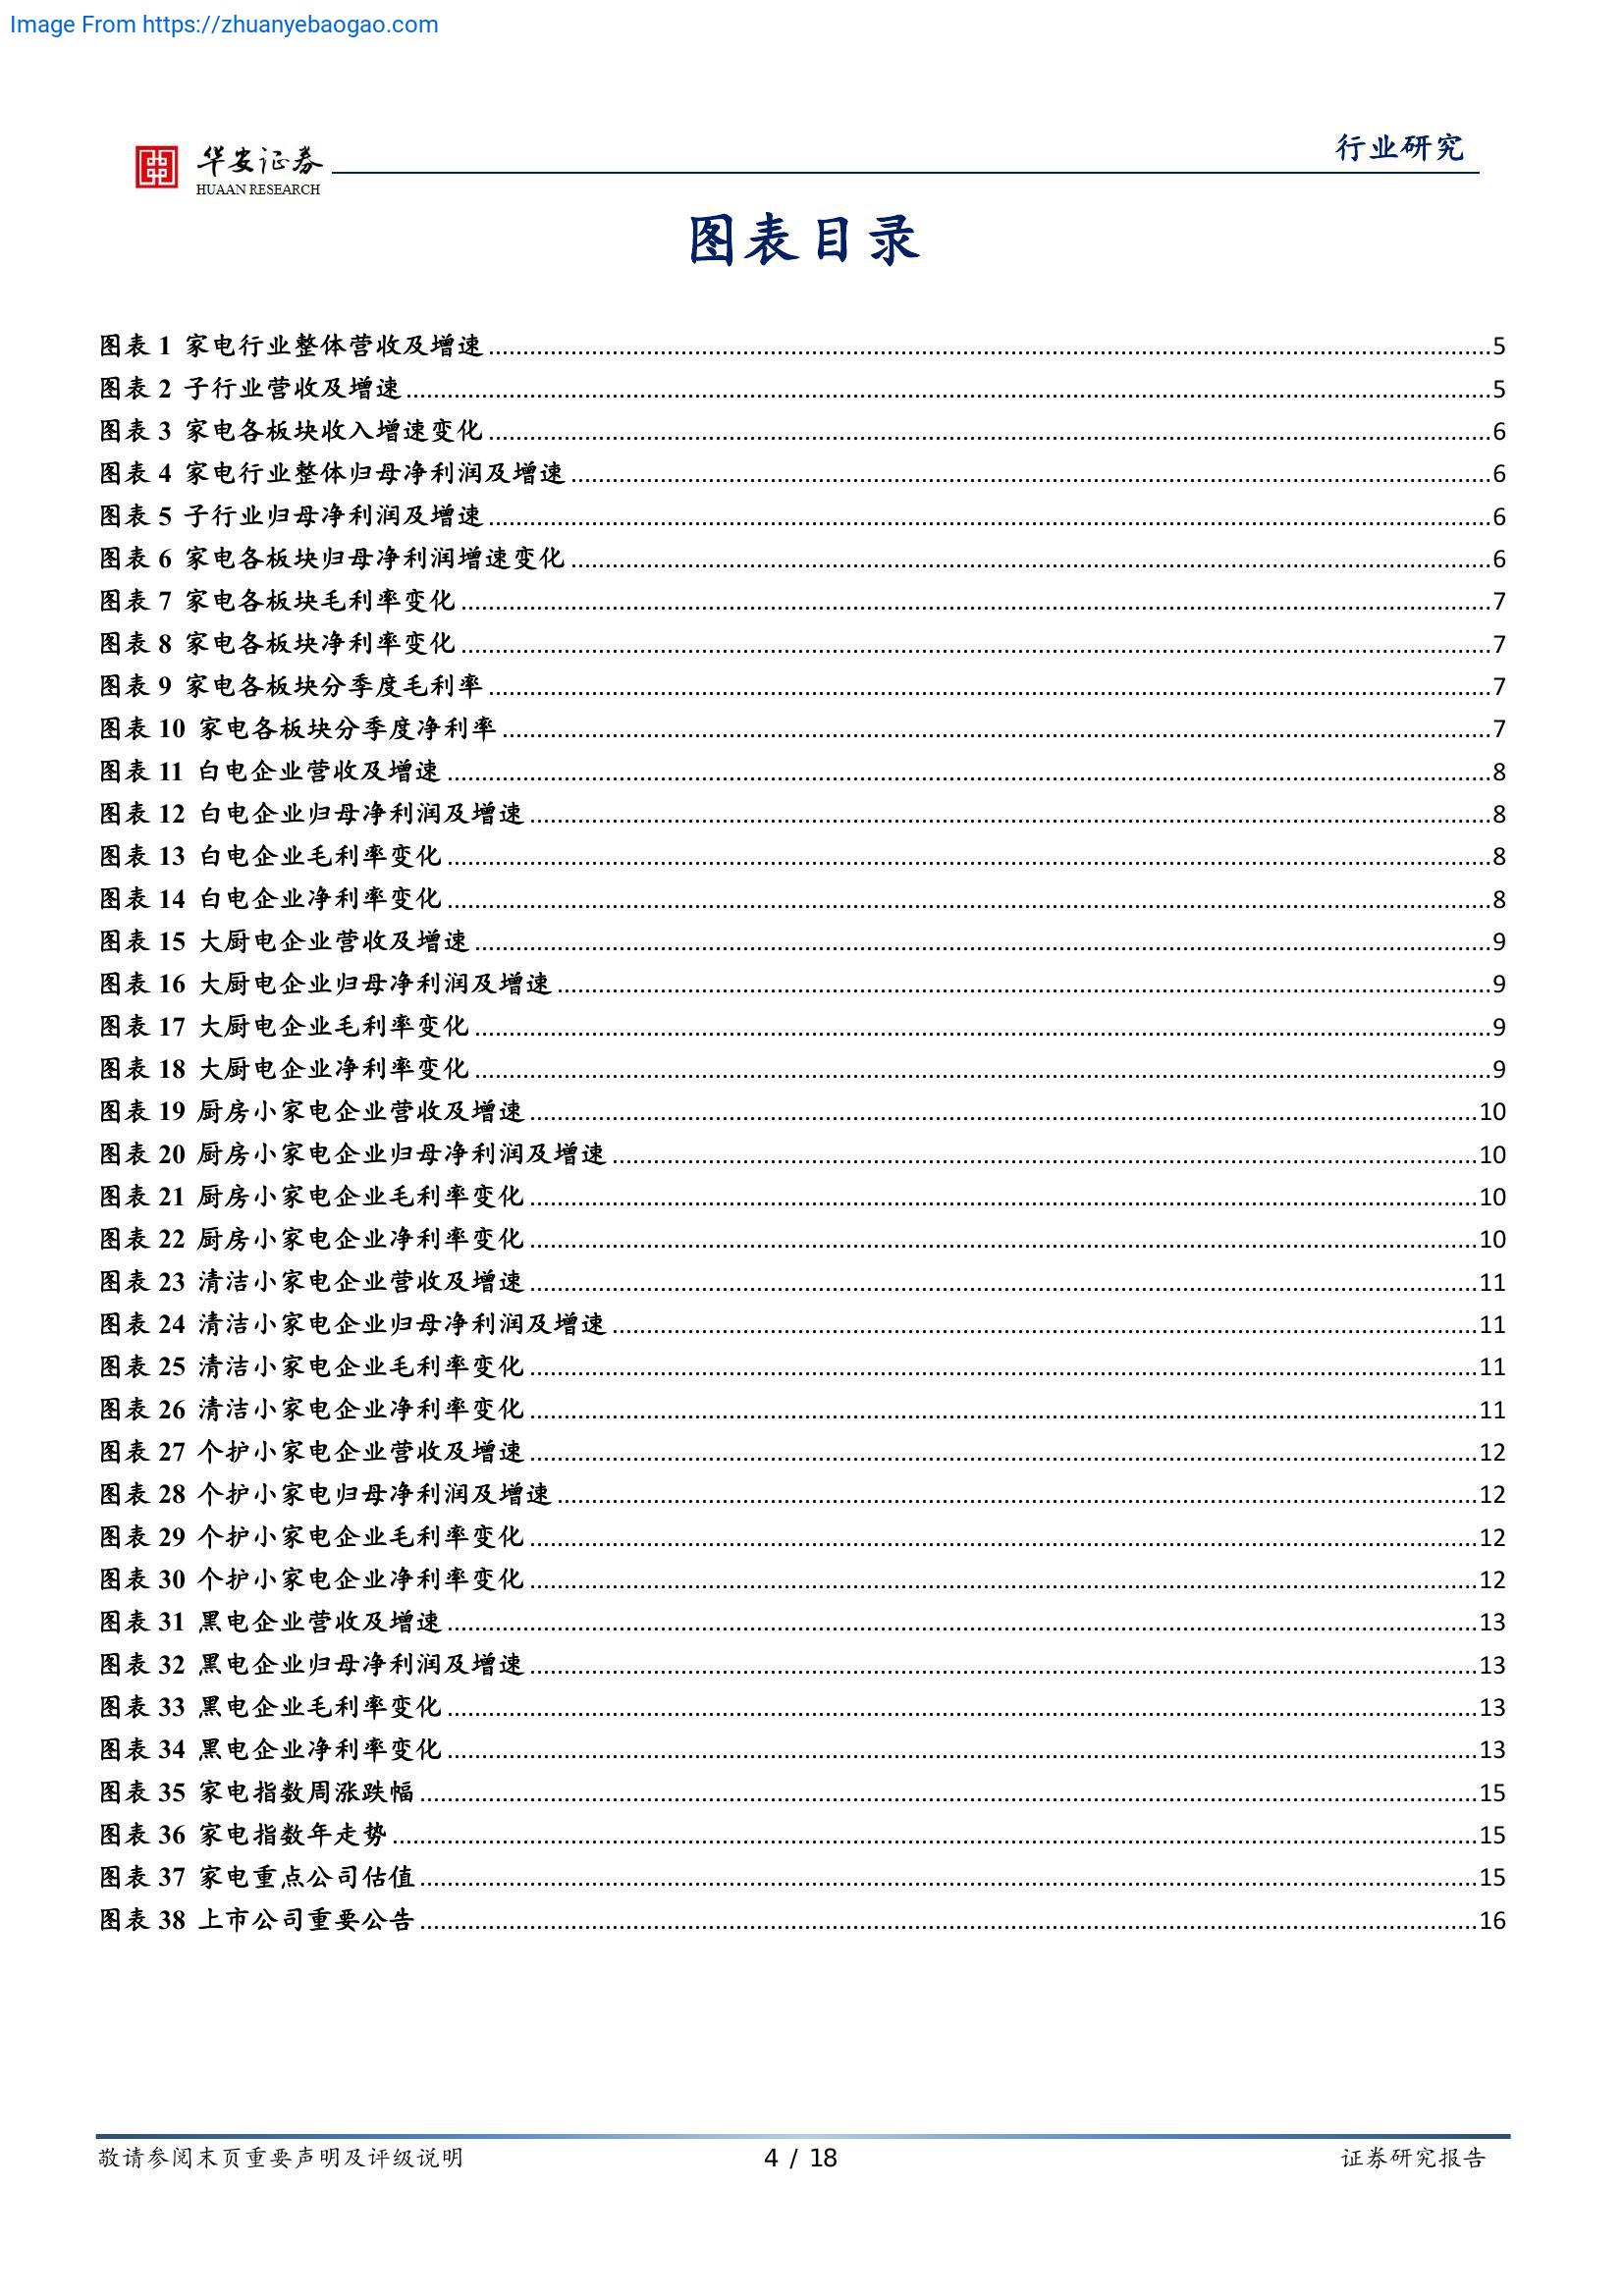 Image From https://zhuanyebaogao.com
华安证券
HUAAN RESEARCH
行业研究
图表目录
图表 1 家电行业整体营收及增速 5
图表 2 子行业营收及增速 5
图表 3 家电各板块收入增速变化 6
图表 4 家电行业整体归母净利润及增速 6
图表 5 子行业归母净利润及增速 6
图表 6 家电各板块归母净利润增速变化 6
图表 7 家电各板块毛利率变化 7
图表 8 家电各板块净利率变化 7
图表 9 家电各板块分季度毛利率 7
图表 10 家电各板块分季度净利率 7
图表 11 白电企业营收及增速 8
图表 12 白电企业归母净利润及增速 8
图表 13 白电企业毛利率变化 8
图表 14 白电企业净利率变化 8
图表 15 大厨电企业营收及增速 9
图表 16 大厨电企业归母净利润及增速 9
图表 17 大厨电企业毛利率变化 9
图表 18 大厨电企业净利率变化 9
图表 19 厨房小家电企业营收及增速 10
图表 20 厨房小家电企业归母净利润及增速 10
图表 21 厨房小家电企业毛利率变化 10
图表 22 厨房小家电企业净利率变化 10
图表 23 清洁小家电企业营收及增速 11
图表 24 清洁小家电企业归母净利润及增速 11
图表 25 清洁小家电企业毛利率变化 11
图表 26 清洁小家电企业净利率变化 11
图表 27 个护小家电企业营收及增速 12
图表 28 个护小家电归母净利润及增速 12
图表 29 个护小家电企业毛利率变化 12
图表 30 个护小家电企业净利率变化 12
图表 31 黑电企业营收及增速 13
图表 32 黑电企业归母净利润及增速 13
图表 33 黑电企业毛利率变化 13
图表 34 黑电企业净利率变化 13
图表 35 家电指数周涨跌幅 15
图表 36 家电指数年走势 15
图表 37 家电重点公司估值 15
图表 38 上市公司重要公告 16
敬请参阅末页重要声明及评级说明 4 / 18 证券研究报告